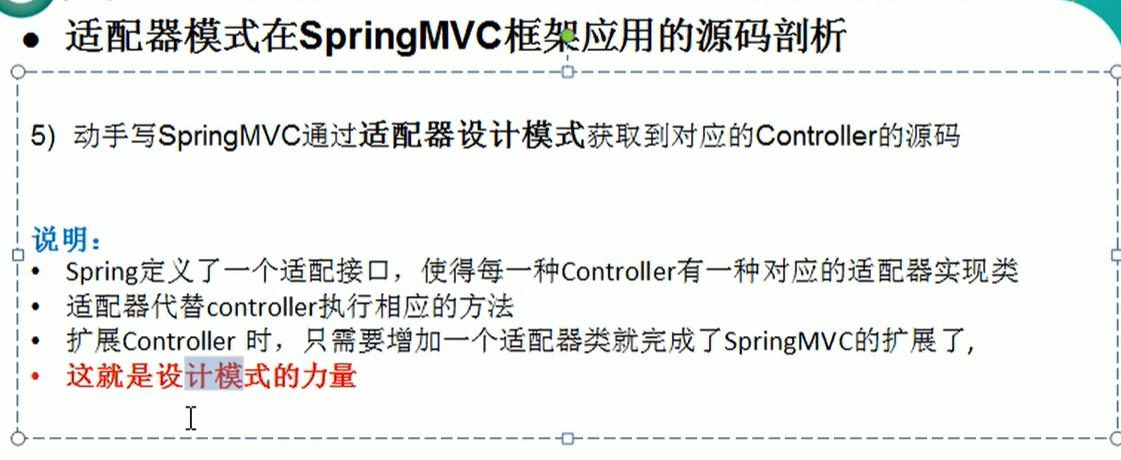 ● 适配器模式在SpringMVC框架应用的源码剖析
5) 动手写SpringMVC通过适配器设计模式获取到对应的Controller的源码
说明:
• Spring定义了一个适配接口，使得每一种Controller有一种对应的适配器实现类
• 适配器代替controller执行相应的方法
• 扩展Controller 时，只需要增加一个适配器类就完成了SpringMVC的扩展了,
• 这就是设计模式的力量